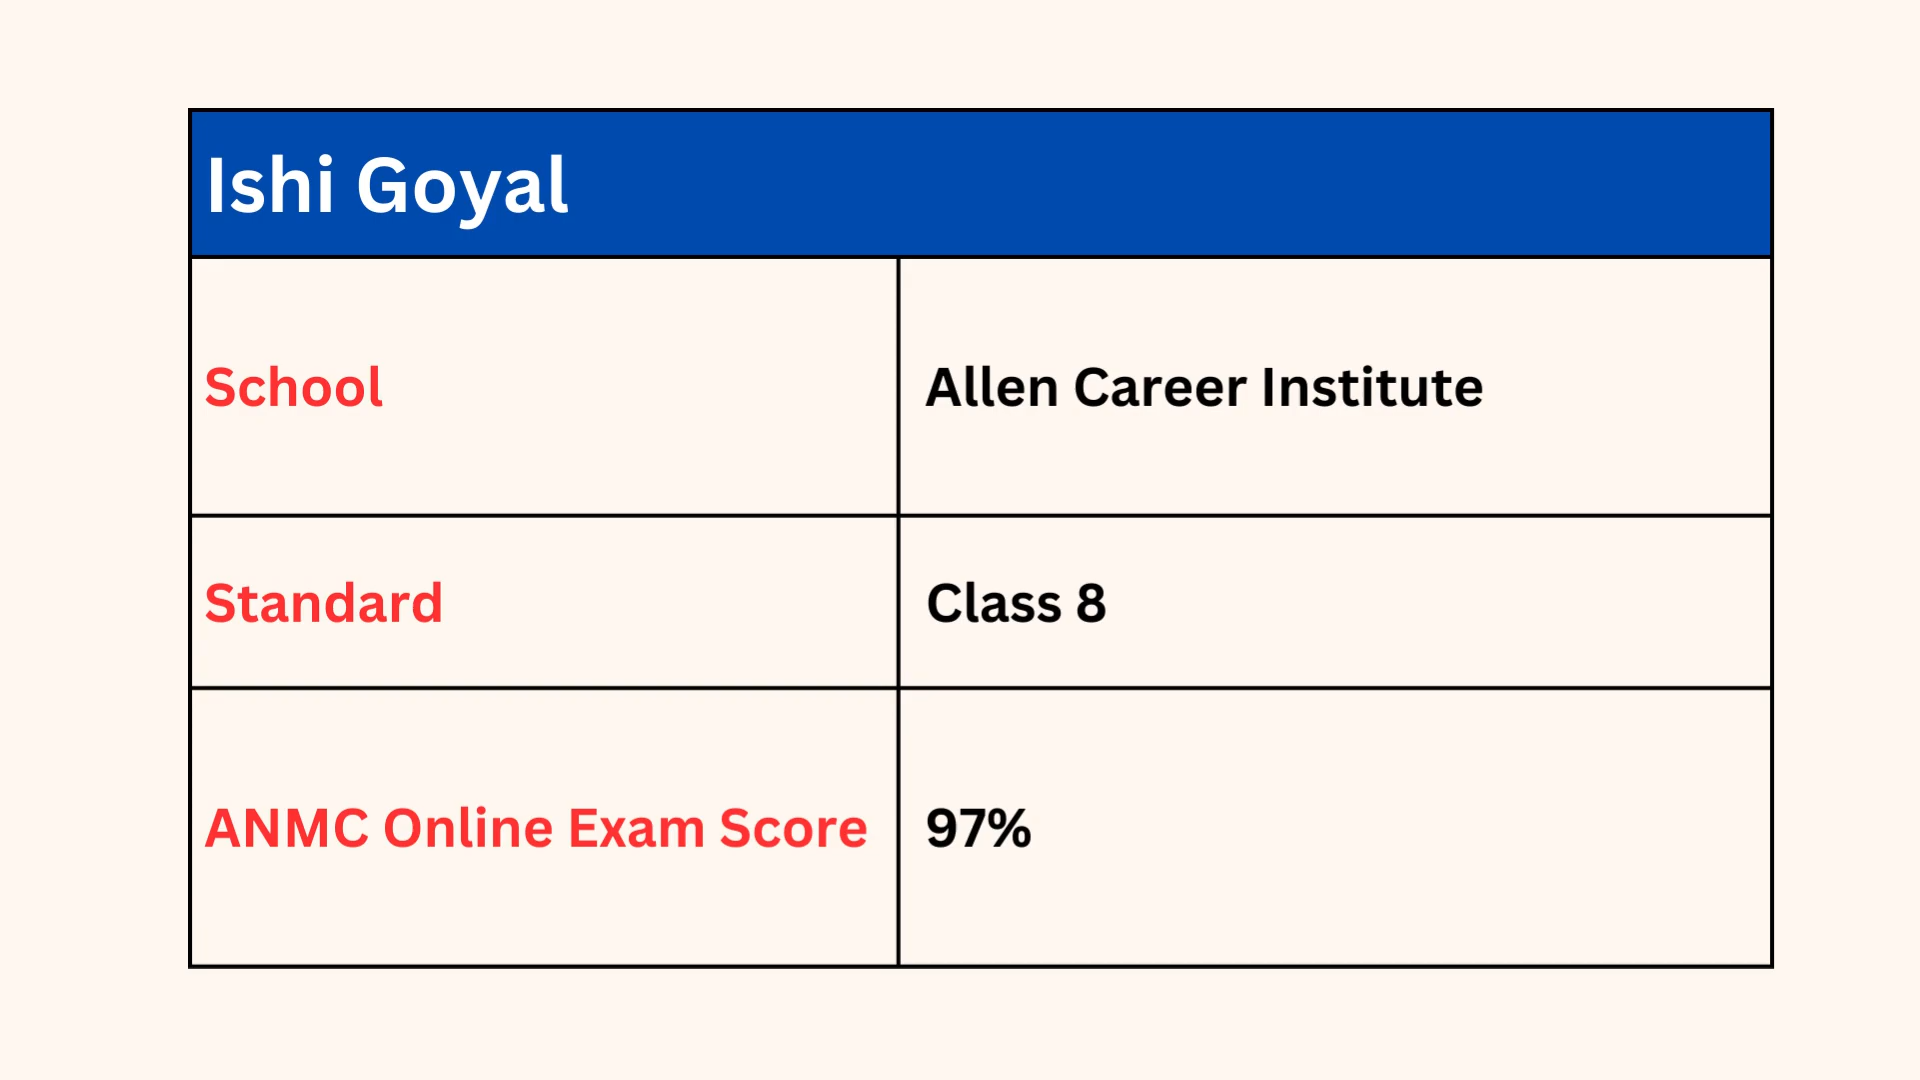 Ishi Goyal
School
Allen Career Institute
Standard
Class 8
ANMC Online Exam Score
97%